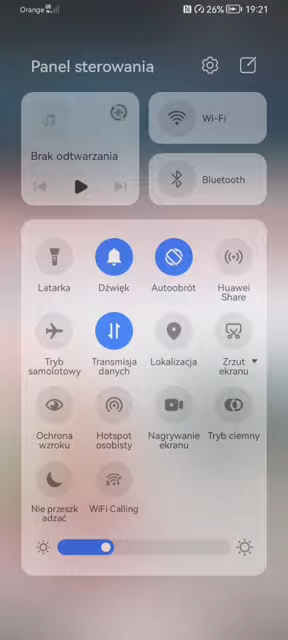 Orange
26%
19:21
Panel sterowania
Brak odtwarzania
Wi-Fi
Bluetooth
Latarka
Dźwięk
Autoobrót
Huawei
Share
Tryb
samolotowy
Transmisja
danych
Lokalizacja
Zrzut
ekranu
Ochrona
wzroku
Hotspot
osobisty
Nagrywanie
ekranu
Tryb ciemny
Nie przeszk
adzać
WiFi Calling